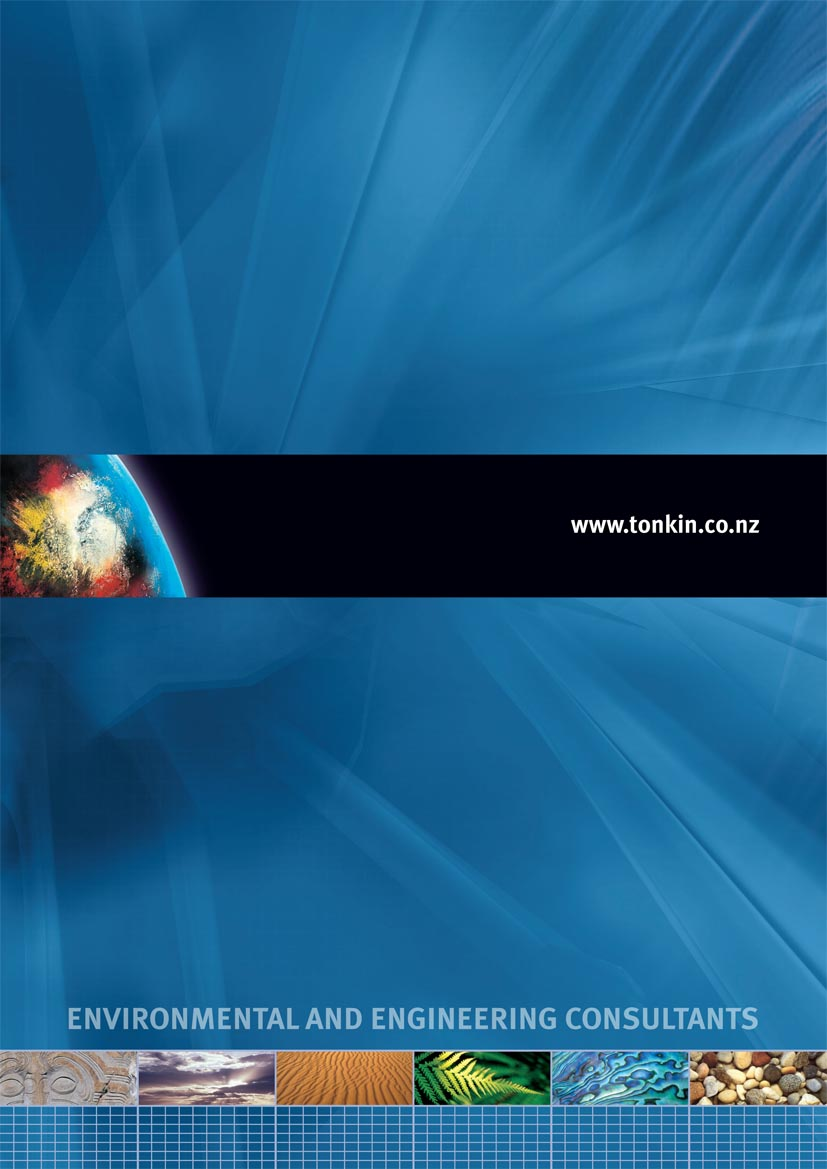 www.tonkin.co.nz
ENVIRONMENTAL AND ENGINEERING CONSULTANTS